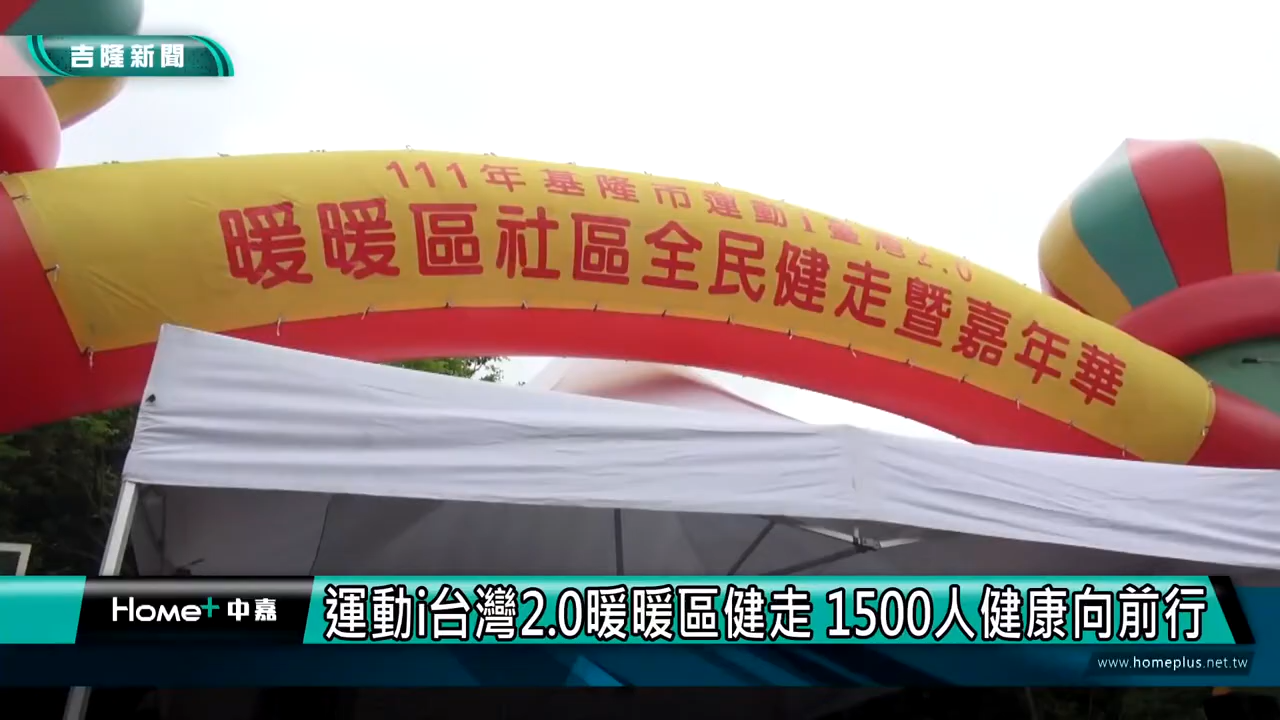 吉隆新聞
111年基隆市運動i臺灣2.0
暖暖區社區全民健走暨嘉年華
Home+中嘉
運動i台灣2.0暖暖區健走 1500人健康向前行
www.homeplus.net.tw